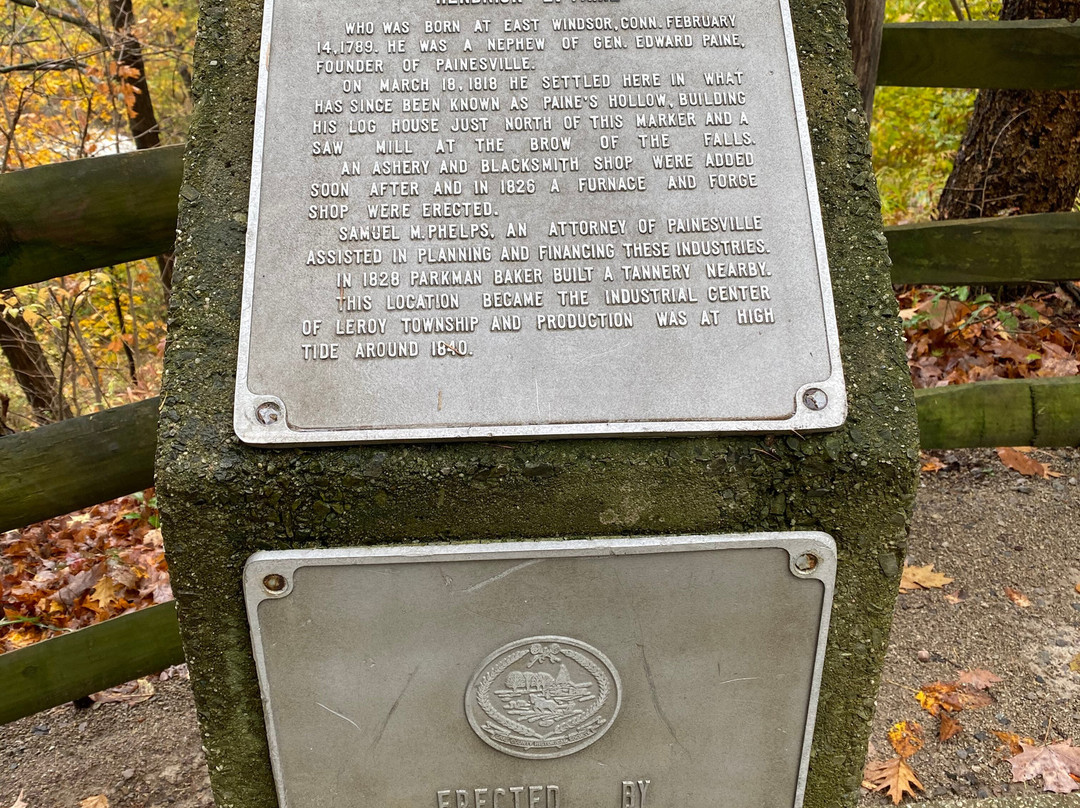 HENDRICK E. PAINE
WHO WAS BORN AT EAST WINDSOR, CONN. FEBRUARY
14,1789. HE WAS A NEPHEW OF GEN. EDWARD PAINE,
FOUNDER OF PAINESVILLE.
ON MARCH 18, 1818 HE SETTLED HERE IN WHAT
HAS SINCE BEEN KNOWN AS PAINE'S HOLLOW, BUILDING
HIS LOG HOUSE JUST NORTH OF THIS MARKER AND A
SAW MILL AT THE BROW OF THE FALLS.
AN ASHERY AND BLACKSMITH SHOP WERE ADDED
SOON AFTER AND IN 1826 A FURNACE AND FORGE
SHOP WERE ERECTED.
SAMUEL M. PHELPS, AN ATTORNEY OF PAINESVILLE
ASSISTED IN PLANNING AND FINANCING THESE INDUSTRIES.
IN 1828 PARKMAN BAKER BUILT A TANNERY NEARBY.
THIS LOCATION BECAME THE INDUSTRIAL CENTER
OF LEROY TOWNSHIP AND PRODUCTION WAS AT HIGH
TIDE AROUND 1840.
ERECTED BY